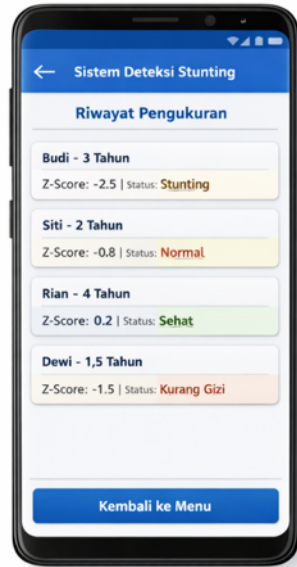 Sistem Deteksi Stunting
Riwayat Pengukuran
Budi - 3 Tahun
Z-Score: -2.5 | Status: Stunting
Siti - 2 Tahun
Z-Score: -0.8 | Status: Normal
Rian - 4 Tahun
Z-Score: 0.2 | Status: Sehat
Dewi - 1,5 Tahun
Z-Score: -1.5 | Status: Kurang Gizi
Kembali ke Menu